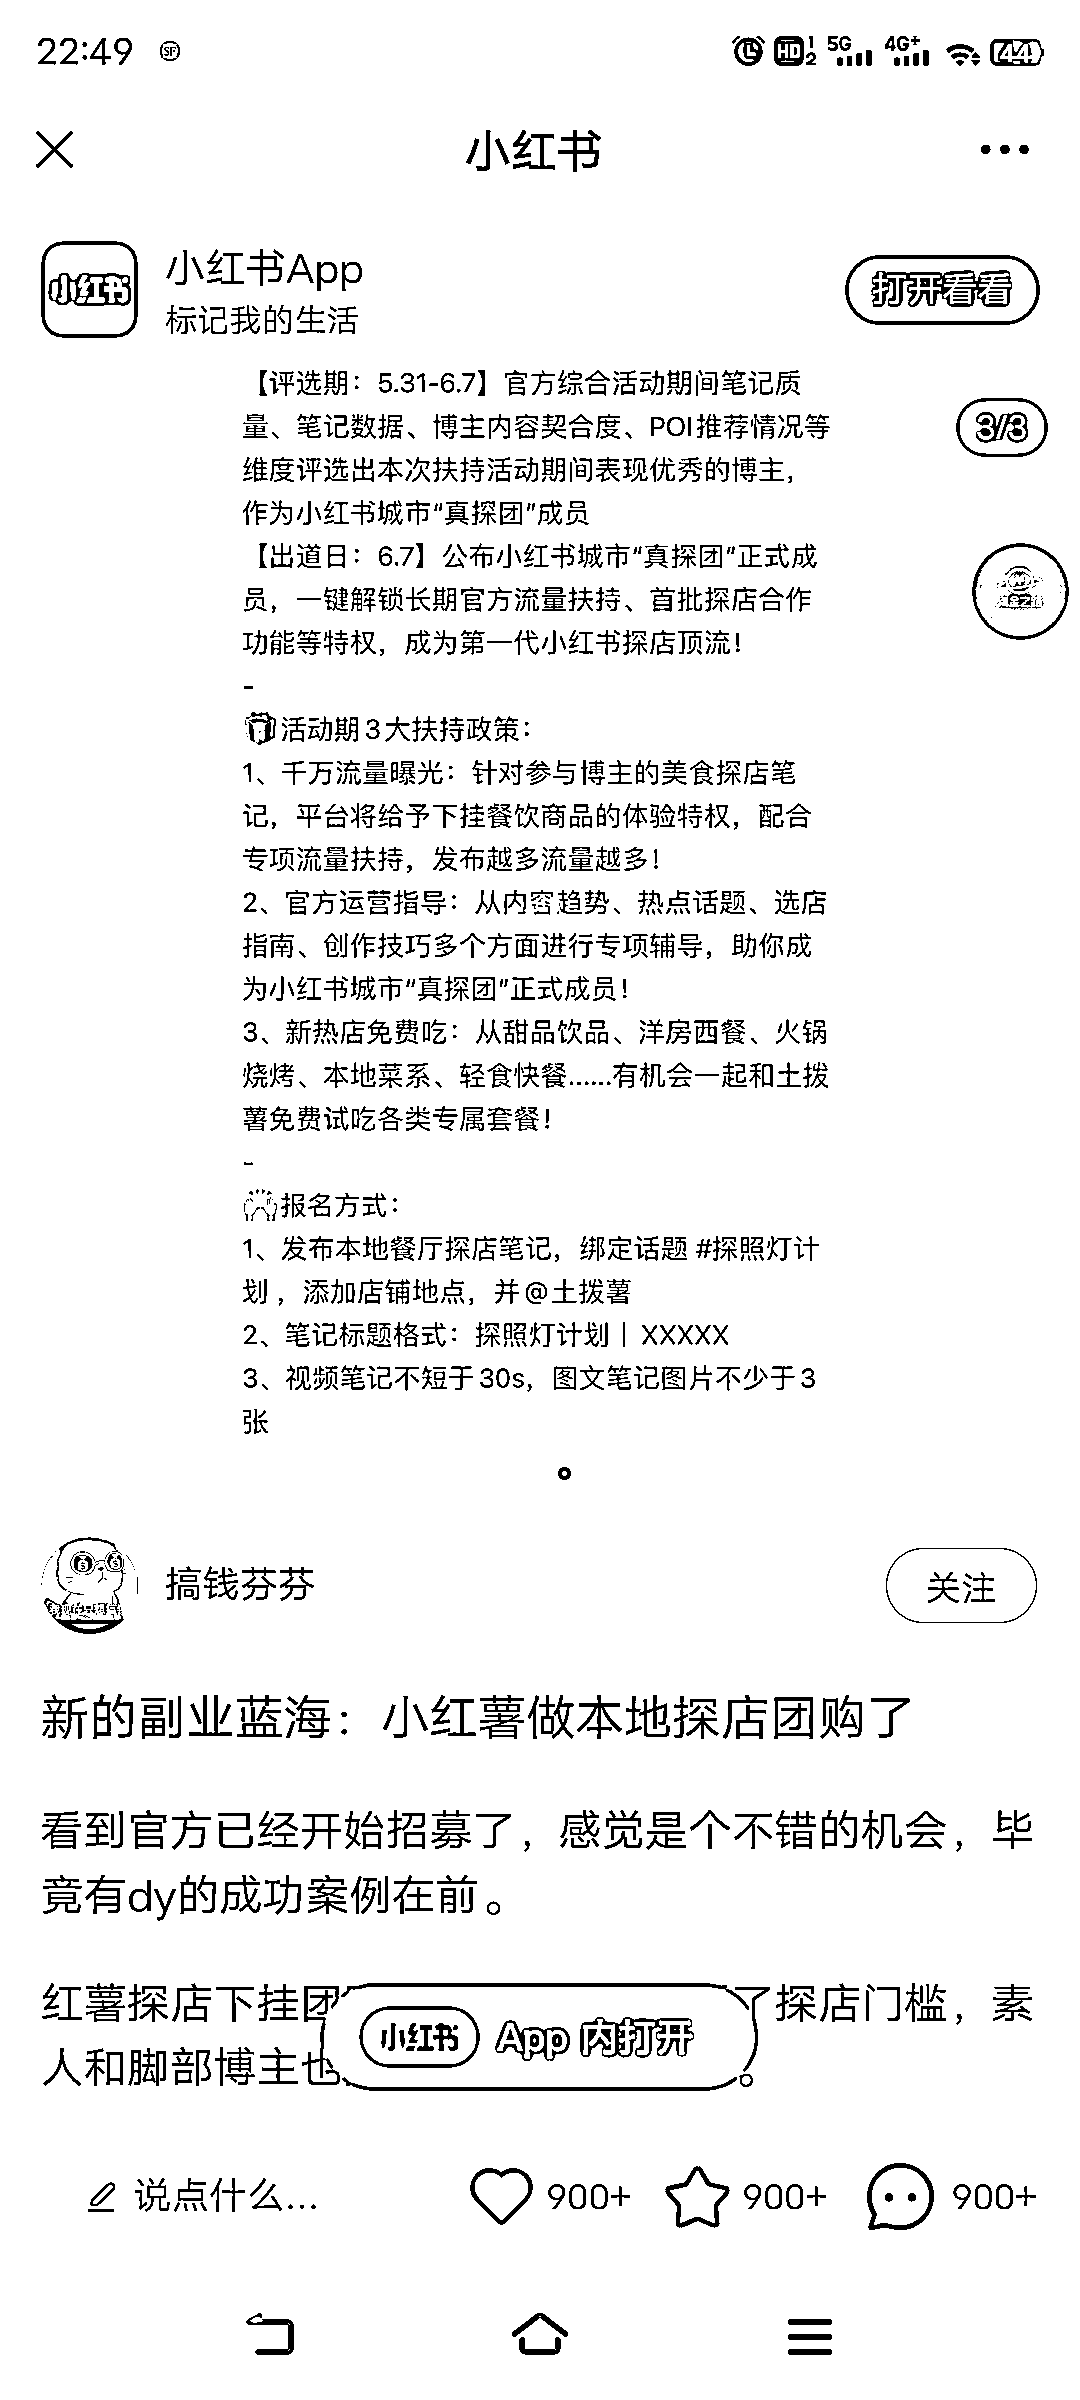 22:49
HD 1 2 5G 4G+ 44
小红书
小红书
小红书App
标记我的生活
打开看看
【评选期：5.31-6.7】官方综合活动期间笔记质
量、笔记数据、博主内容契合度、POI推荐情况等
3/3
维度评选出本次扶持活动期间表现优秀的博主，
作为小红书城市“真探团”成员
【出道日：6.7】公布小红书城市“真探团”正式成
员，一键解锁长期官方流量扶持、首批探店合作
功能等特权，成为第一代小红书探店顶流！
-
活动期3大扶持政策：
1、千万流量曝光：针对参与博主的美食探店笔
记，平台将给予下挂餐饮商品的体验特权，配合
专项流量扶持，发布越多流量越多！
2、官方运营指导：从内容趋势、热点话题、选店
指南、创作技巧多个方面进行专项辅导，助你成
为小红书城市“真探团”正式成员！
3、新热店免费吃：从甜品饮品、洋房西餐、火锅
烧烤、本地菜系、轻食快餐......有机会一起和土拨
薯免费试吃各类专属套餐！
-
报名方式：
1、发布本地餐厅探店笔记，绑定话题 #探照灯计
划 ，添加店铺地点，并@土拨薯
2、笔记标题格式：探照灯计划｜XXXXX
3、视频笔记不短于30s，图文笔记图片不少于3
张
搞钱芬芬
关注
新的副业蓝海：小红薯做本地探店团购了
看到官方已经开始招募了，感觉是个不错的机会，毕
竟有dy的成功案例在前。
红薯探店下挂团 了探店门槛，素
人和脚部博主也 。
小红书 App 内打开
说点什么... 900+ 900+ 900+